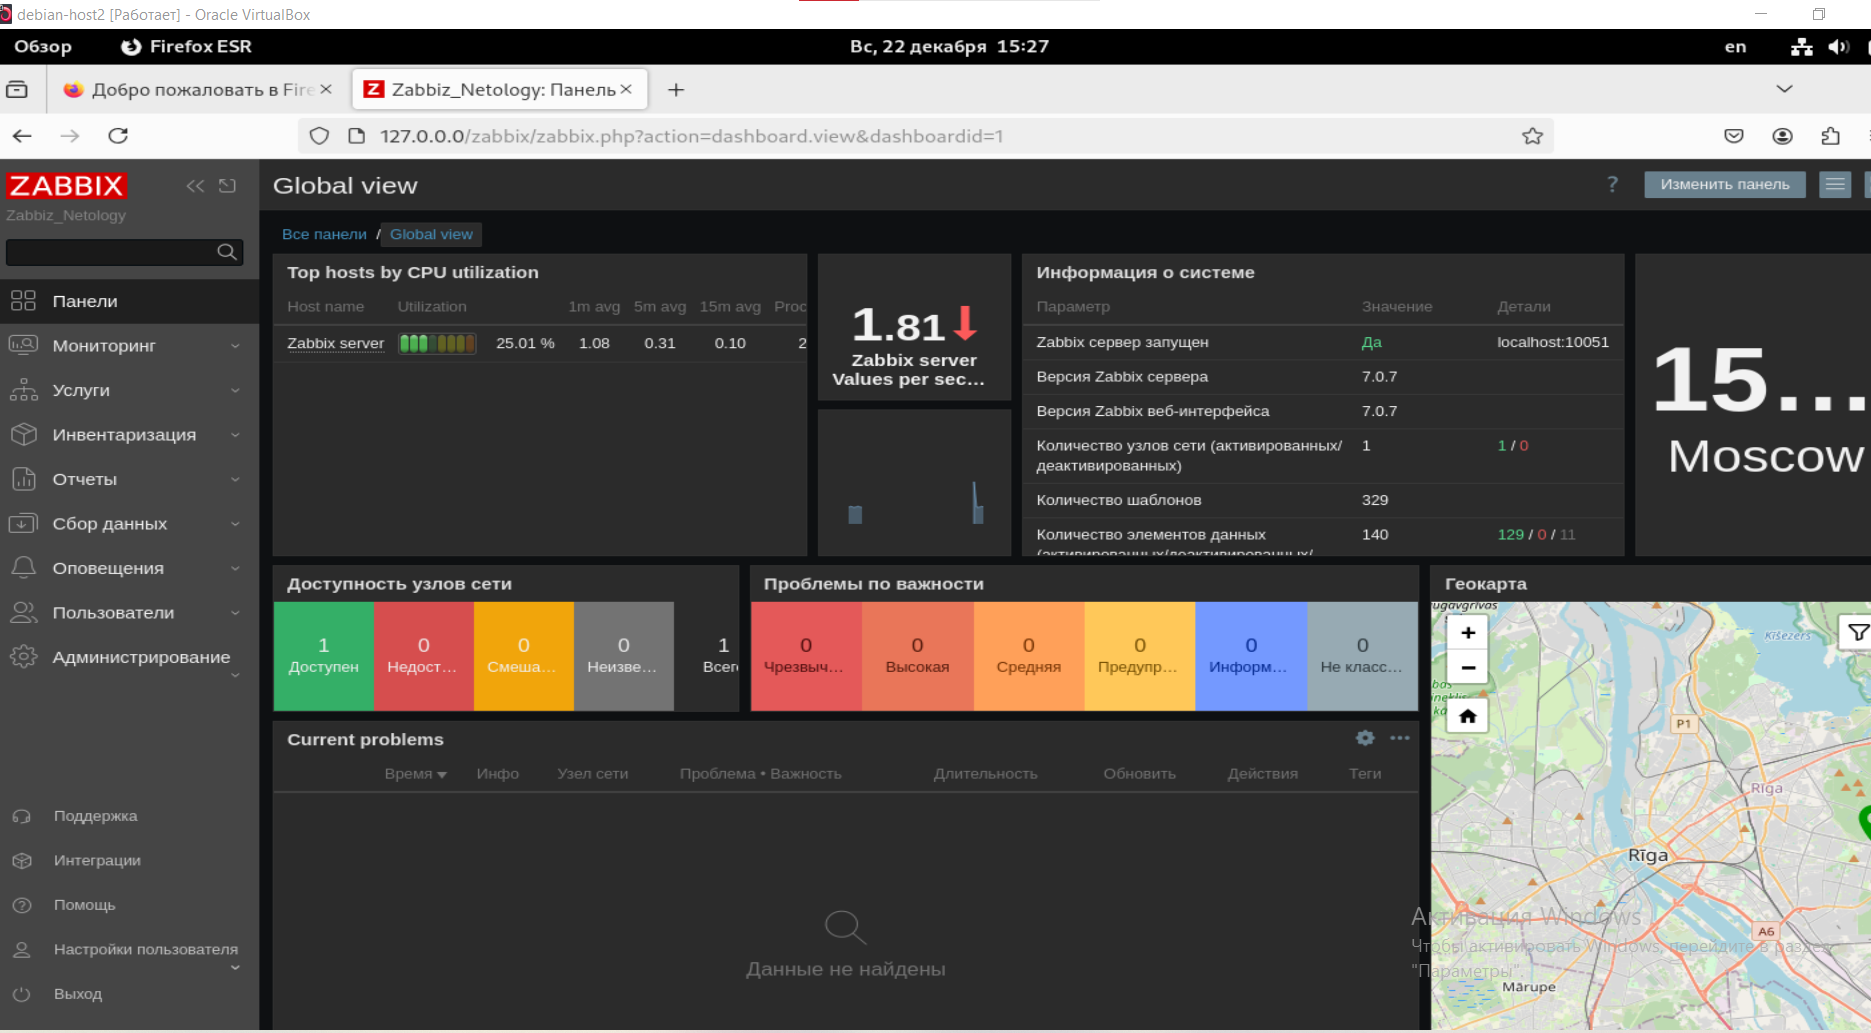 debian-host2 [Работает] - Oracle VirtualBox
Обзор Firefox ESR Вс, 22 декабря 15:27 en
Добро пожаловать в Fire Zabbiz_Netology: Панель
127.0.0.0/zabbix/zabbix.php?action=dashboard.view&dashboardid=1
ZABBIX
Zabbiz_Netology
Панели
Мониторинг
Услуги
Инвентаризация
Отчеты
Сбор данных
Оповещения
Пользователи
Администрирование
Поддержка
Интеграции
Помощь
Настройки пользователя
Выход
Global view ? Изменить панель
Все панели / Global view
Top hosts by CPU utilization
Host name Utilization 1m avg 5m avg 15m avg Proc
Zabbix server 25.01 % 1.08 0.31 0.10 2
1.81
Zabbix server
Values per sec...
Информация о системе
Параметр Значение Детали
Zabbix сервер запущен Да localhost:10051
Версия Zabbix сервера 7.0.7
Версия Zabbix веб-интерфейса 7.0.7
Количество узлов сети (активированных/ 1 1 / 0
деактивированных)
Количество шаблонов 329
Количество элементов данных 140 129 / 0 / 11
(активированных/деактивированных/
15...
Moscow
Доступность узлов сети
1 0 0 0 1
Доступен Недост... Смеша... Неизве... Всего
Проблемы по важности
0 0 0 0 0 0
Чрезвыч... Высокая Средняя Предупр... Информ... Не класс...
Current problems
Время Инфо Узел сети Проблема • Важность Длительность Обновить Действия Теги
Данные не найдены
Геокарта
+
−
Ķīšezers
P1
Rīga
Rīga
A6
Mārupe
Активация Windows
Чтобы активировать Windows, перейдите в раздел
"Параметры".